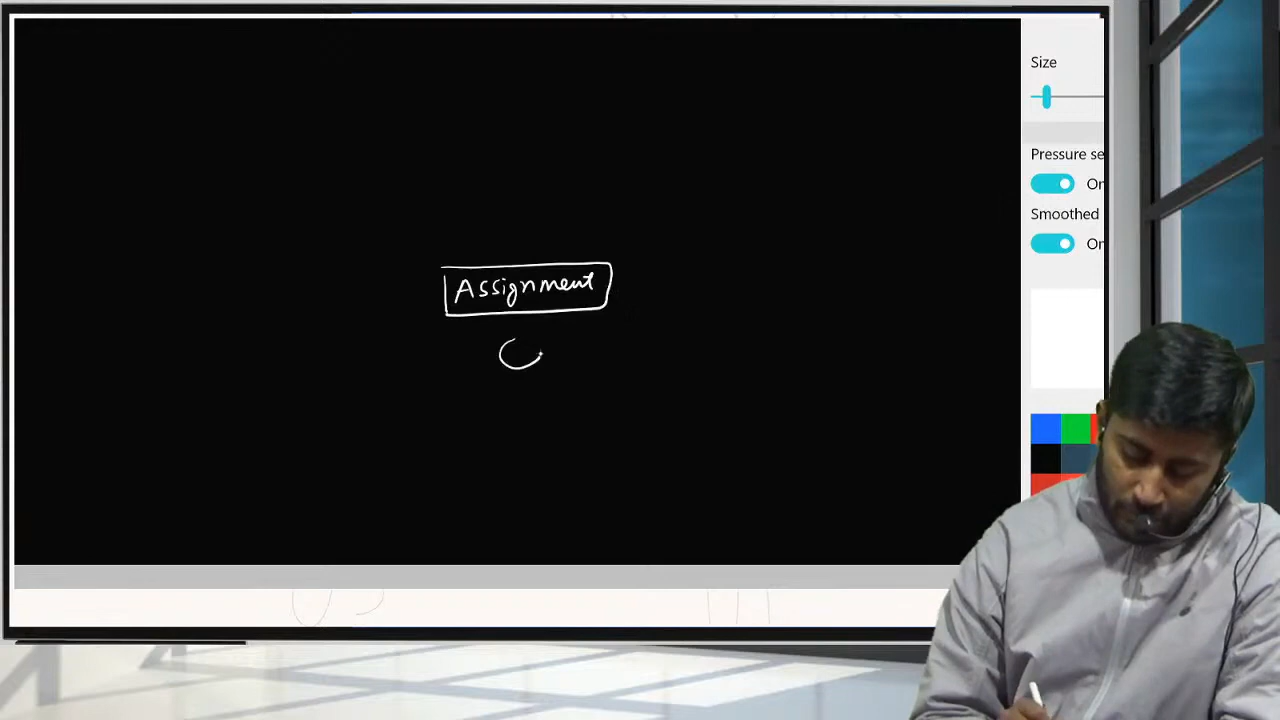 Size
Pressure se
On
Smoothed
On
Assignment